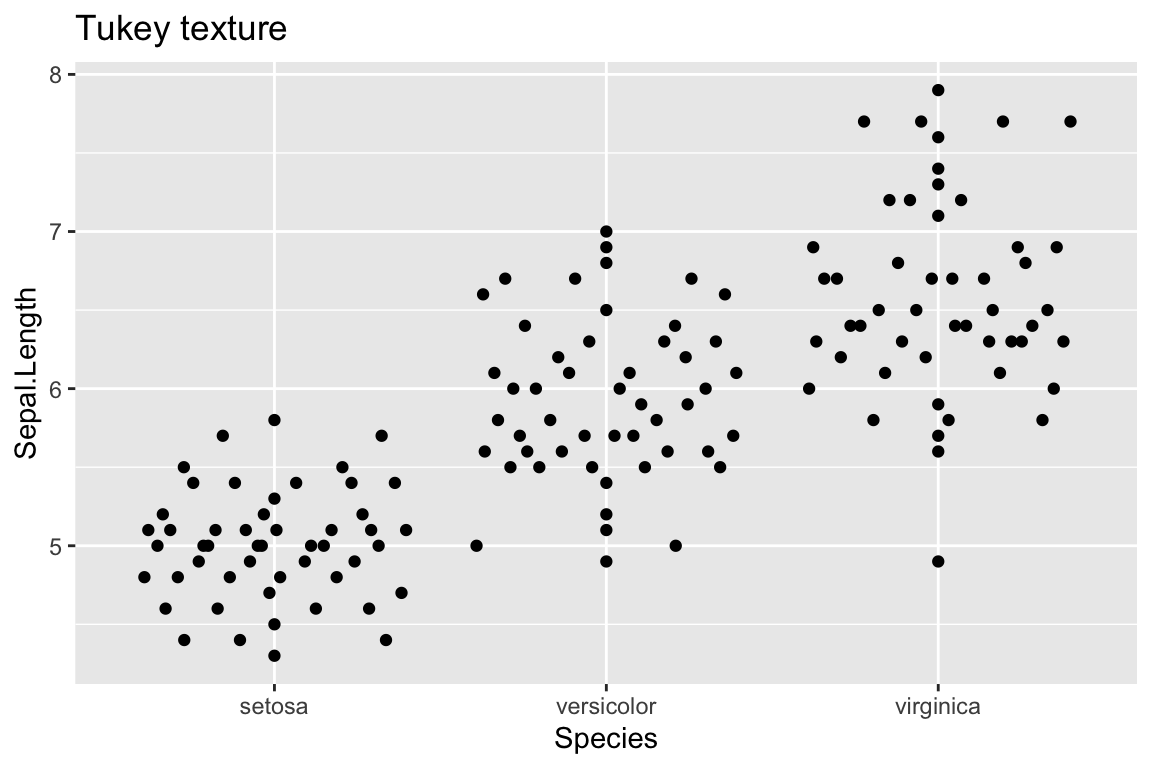 Tukey texture
Sepal.Length
8
7
6
5
setosa versicolor virginica
Species